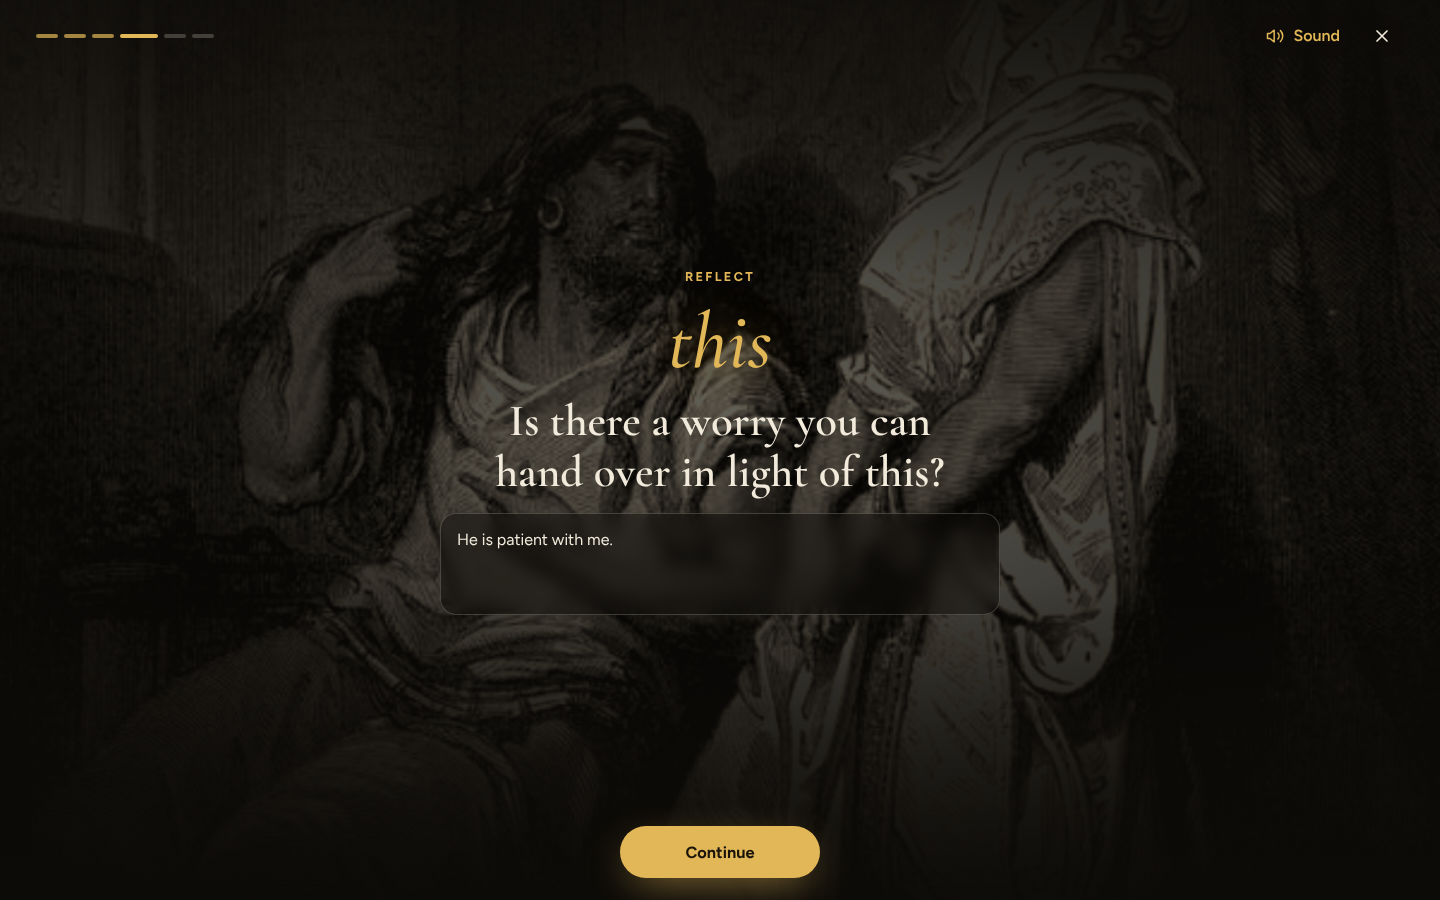 Sound
REFLECT
this
Is there a worry you can
hand over in light of this?
He is patient with me.
Continue